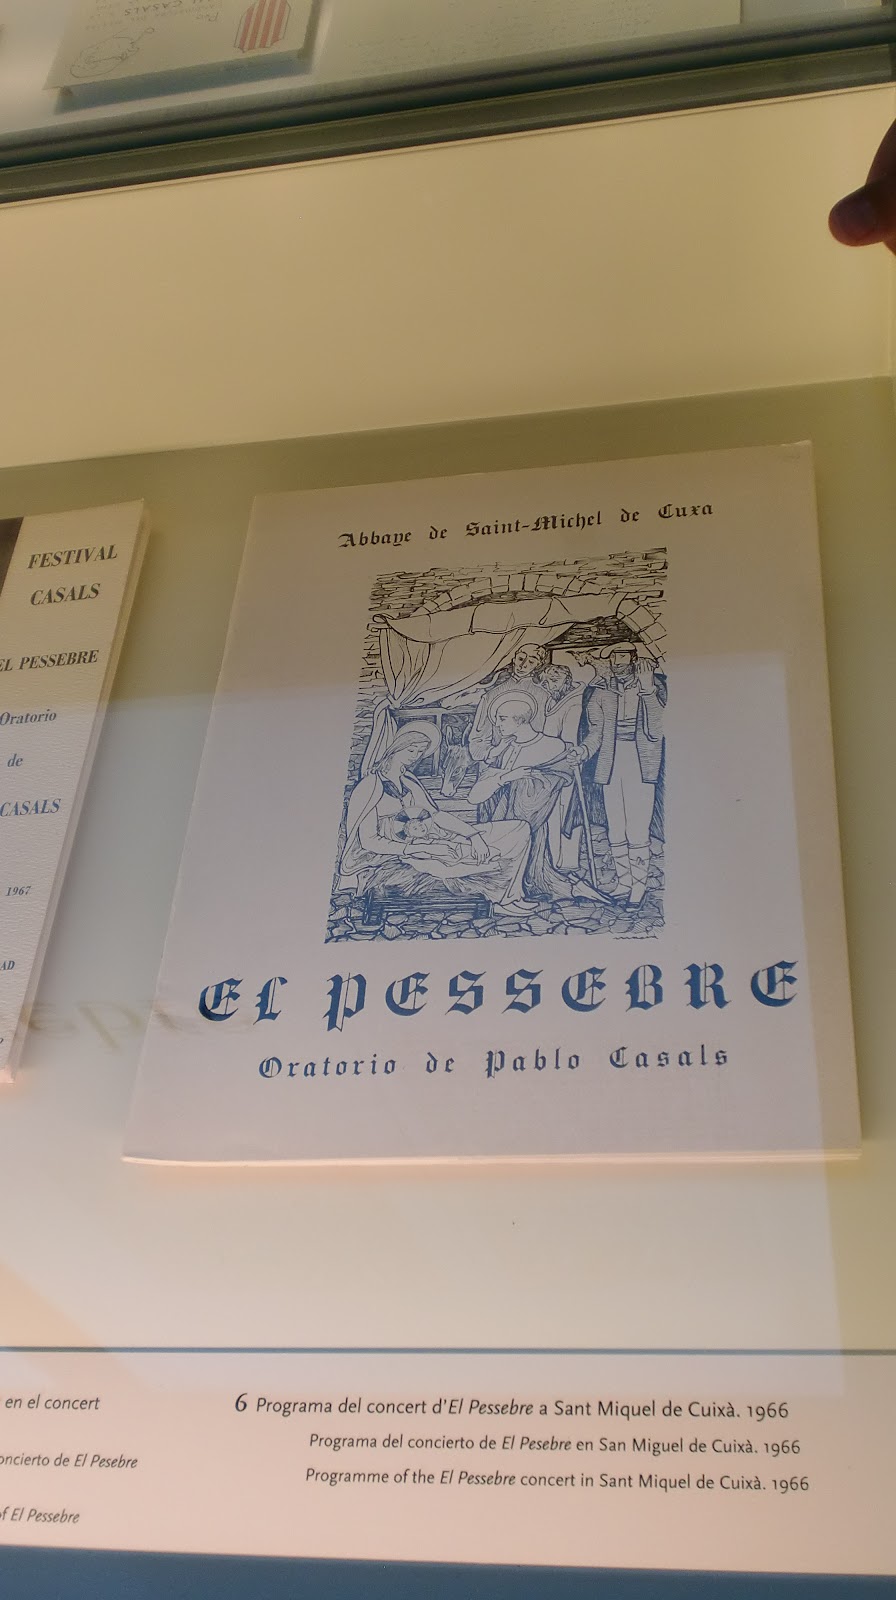 CASALS
FESTIVAL
CASALS
EL PESSEBRE
Oratorio
de
CASALS
1967
AD
Abbaye de Saint-Michel de Cuxa
EL PESSEBRE
Oratorio de Pablo Casals
en el concert
oncierto de El Pesebre
of El Pessebre
6 Programa del concert d'El Pessebre a Sant Miquel de Cuixà. 1966
Programa del concierto de El Pesebre en San Miguel de Cuixà. 1966
Programme of the El Pessebre concert in Sant Miquel de Cuixà. 1966